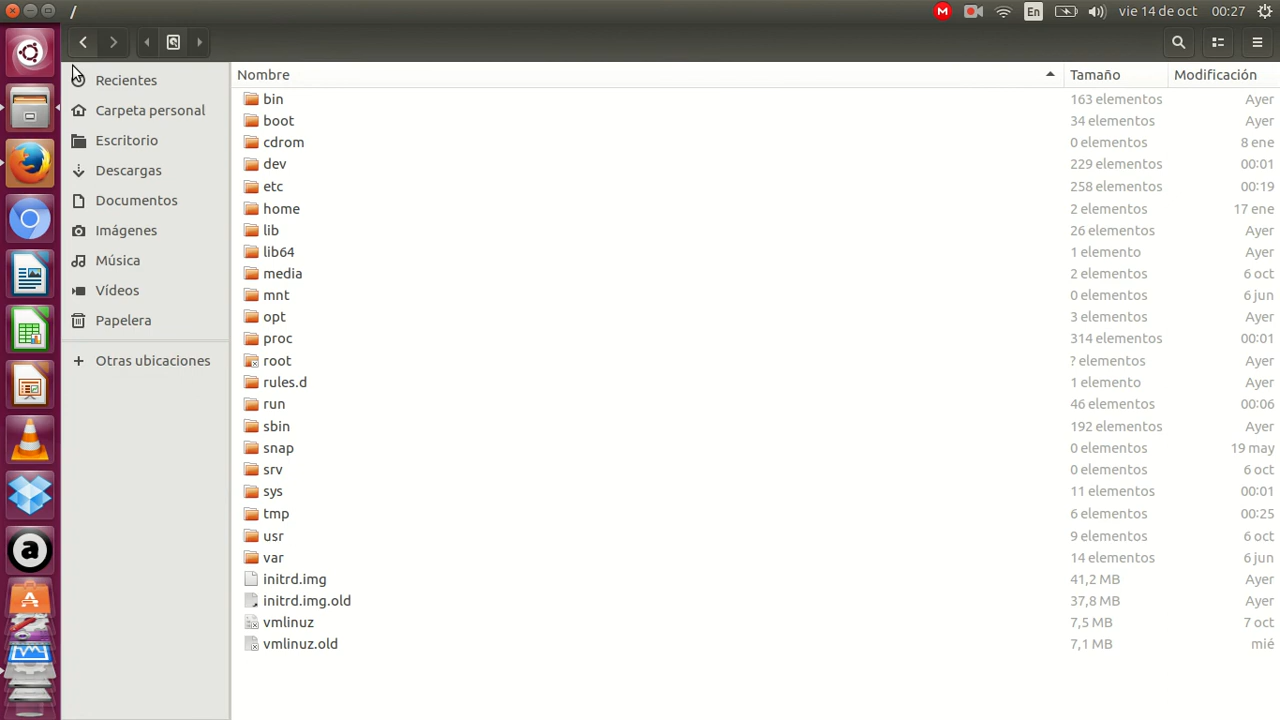 / M En vie 14 de oct 00:27
Nombre Tamaño Modificación
Recientes
Carpeta personal
Escritorio
Descargas
Documentos
Imágenes
Música
Vídeos
Papelera
+ Otras ubicaciones
bin 163 elementos Ayer
boot 34 elementos Ayer
cdrom 0 elementos 8 ene
dev 229 elementos 00:01
etc 258 elementos 00:19
home 2 elementos 17 ene
lib 26 elementos Ayer
lib64 1 elemento Ayer
media 2 elementos 6 oct
mnt 0 elementos 6 jun
opt 3 elementos Ayer
proc 314 elementos 00:01
root ? elementos Ayer
rules.d 1 elemento Ayer
run 46 elementos 00:06
sbin 192 elementos Ayer
snap 0 elementos 19 may
srv 0 elementos 6 oct
sys 11 elementos 00:01
tmp 6 elementos 00:25
usr 9 elementos 6 oct
var 14 elementos 6 jun
initrd.img 41,2 MB Ayer
initrd.img.old 37,8 MB Ayer
vmlinuz 7,5 MB 7 oct
vmlinuz.old 7,1 MB mié
a